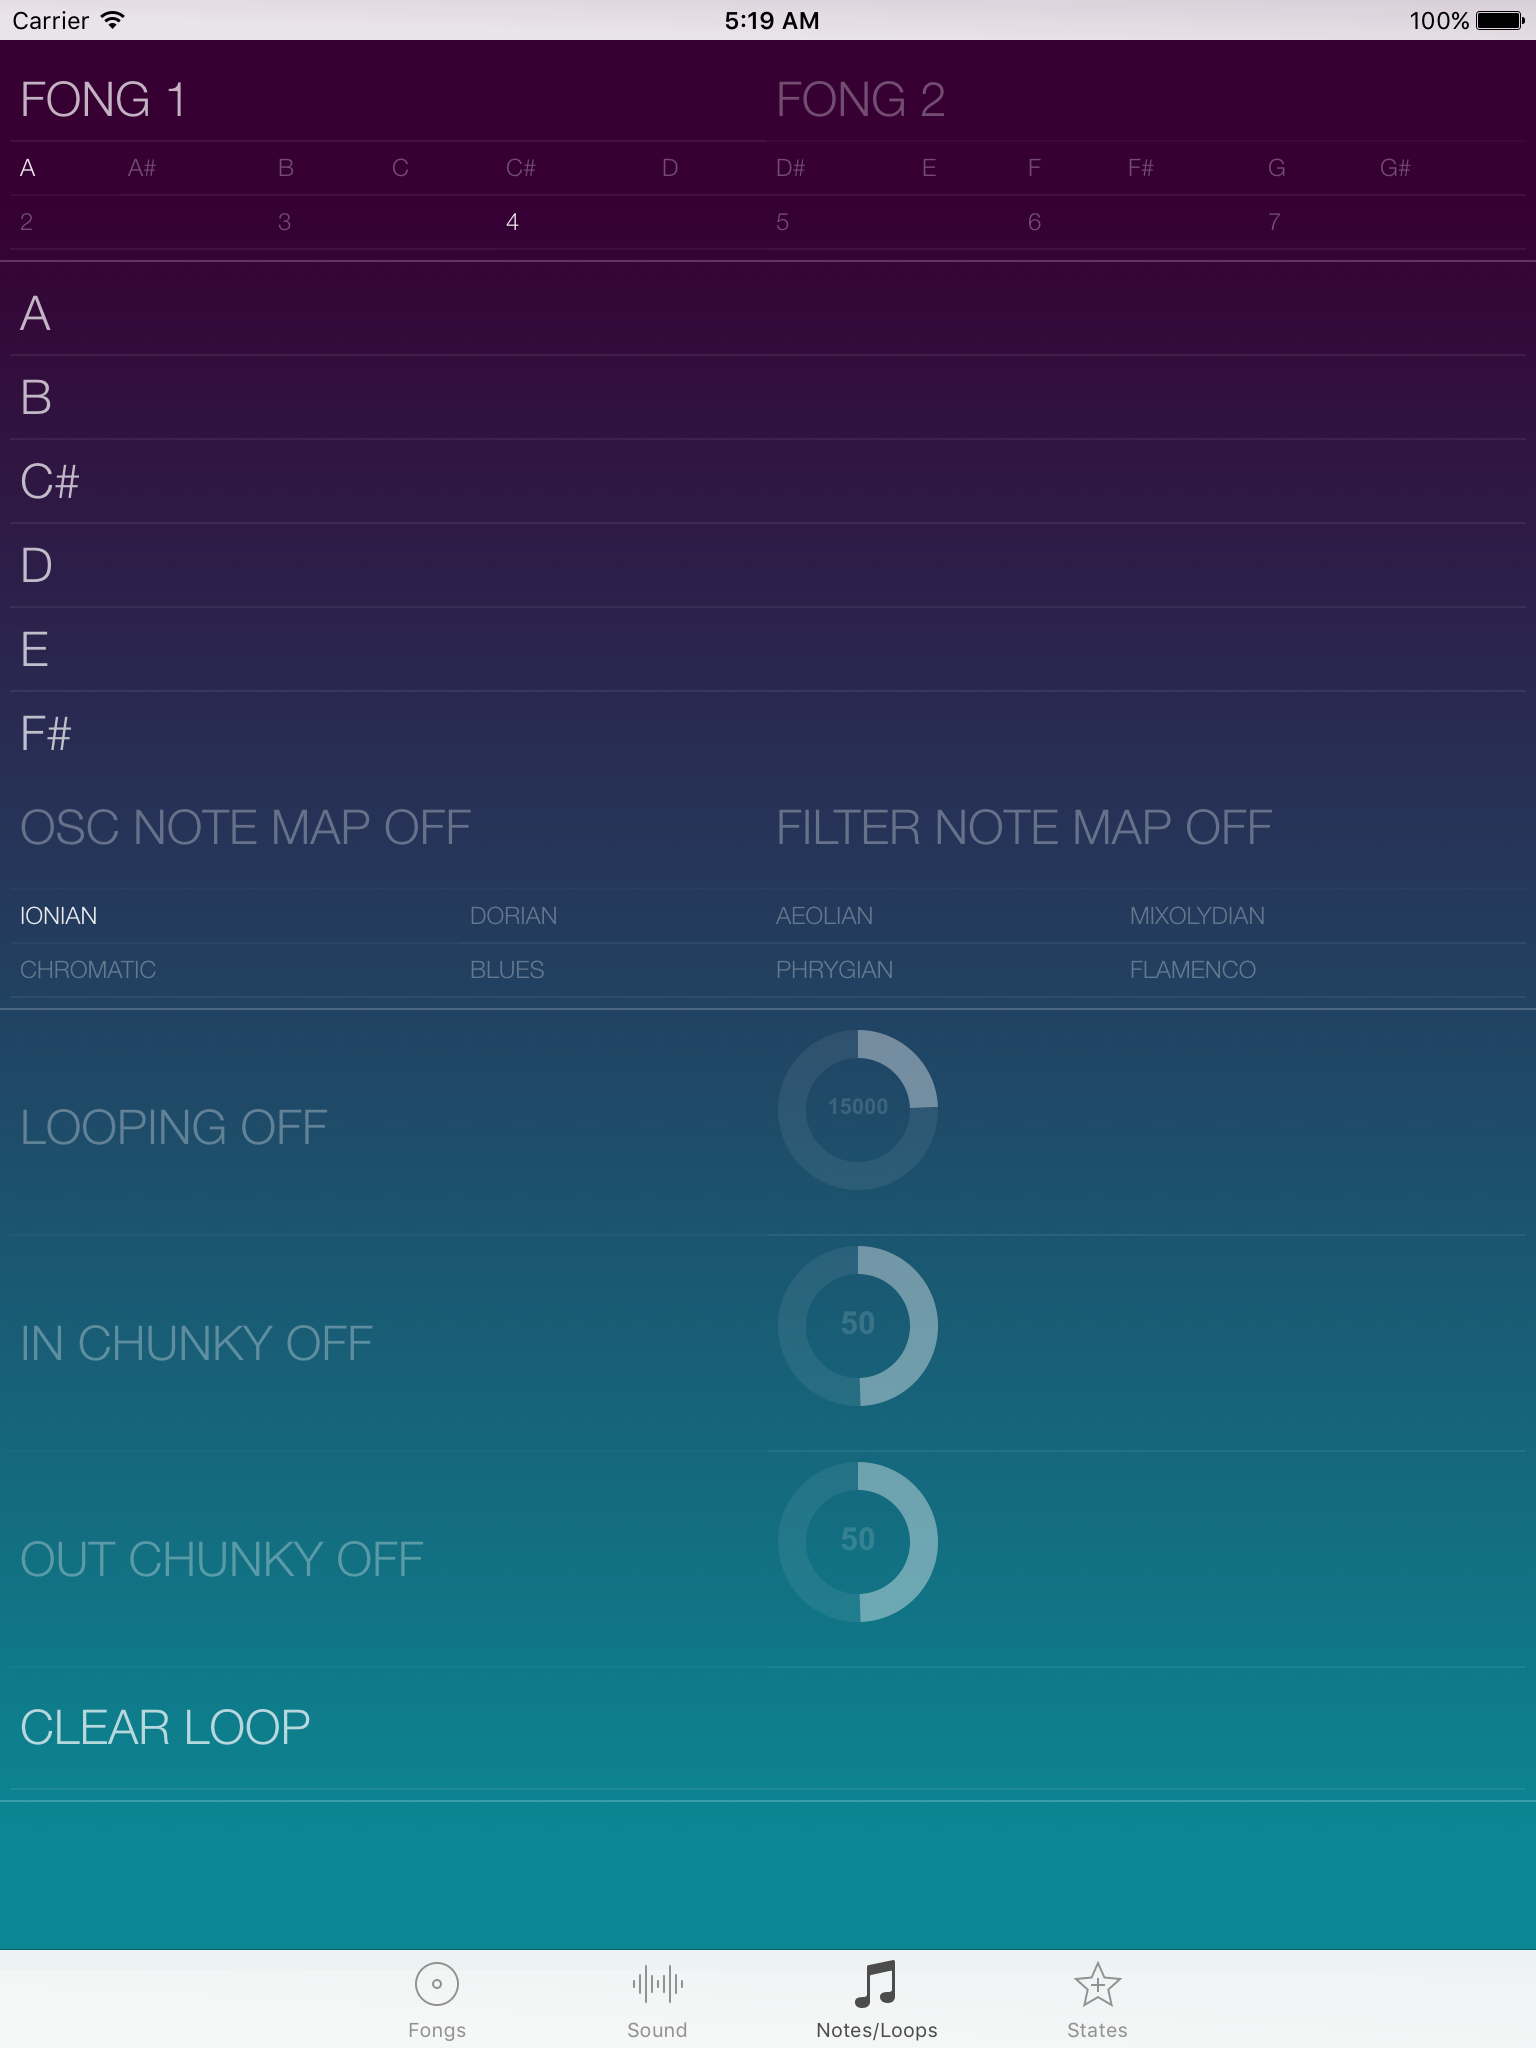 Carrier 5:19 AM 100%
FONG 1 FONG 2
A A# B C C# D D# E F F# G G#
2 3 4 5 6 7
A
B
C#
D
E
F#
OSC NOTE MAP OFF FILTER NOTE MAP OFF
IONIAN DORIAN AEOLIAN MIXOLYDIAN
CHROMATIC BLUES PHRYGIAN FLAMENCO
LOOPING OFF 15000
IN CHUNKY OFF 50
OUT CHUNKY OFF 50
CLEAR LOOP
Fongs Sound Notes/Loops States